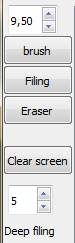 9,50
brush
Filing
Eraser
Clear screen
5
Deep filing